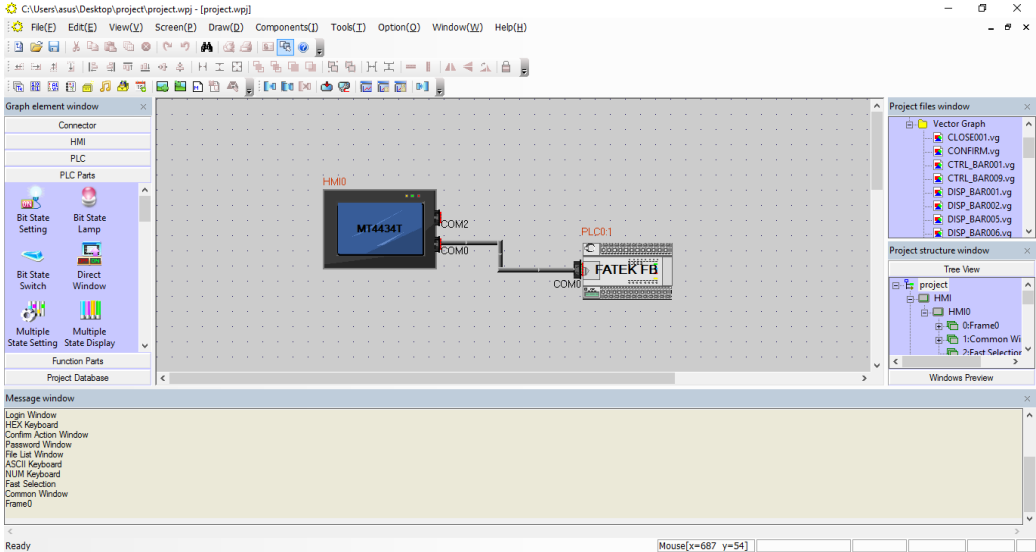 C:\Users\asus\Desktop\project\project.wpj - [project.wpj]
File(F) Edit(E) View(V) Screen(P) Draw(D) Components(I) Tools(T) Option(O) Window(W) Help(H)
Graph element window
Connector
HMI
PLC
PLC Parts
Bit State Setting
Bit State Lamp
Bit State Switch
Direct Window
Multiple State Setting
Multiple State Display
Function Parts
Project Database
HMI0
MT4434T
COM2
COM0
PLC0:1
FATEK FB
COM0
Project files window
Vector Graph
CLOSE001.vg
CONFIRM.vg
CTRL_BAR001.vg
CTRL_BAR009.vg
DISP_BAR001.vg
DISP_BAR002.vg
DISP_BAR005.vg
DISP_BAR006.vg
Project structure window
Tree View
project
HMI
HMI0
0:Frame0
1:Common Wi
2:Fast Selection
Windows Preview
Message window
Login Window
HEX Keyboard
Confim Action Window
Password Window
File List Window
ASCII Keyboard
NUM Keyboard
Fast Selection
Common Window
Frame0
Ready
Mouse[x=687 y=54]